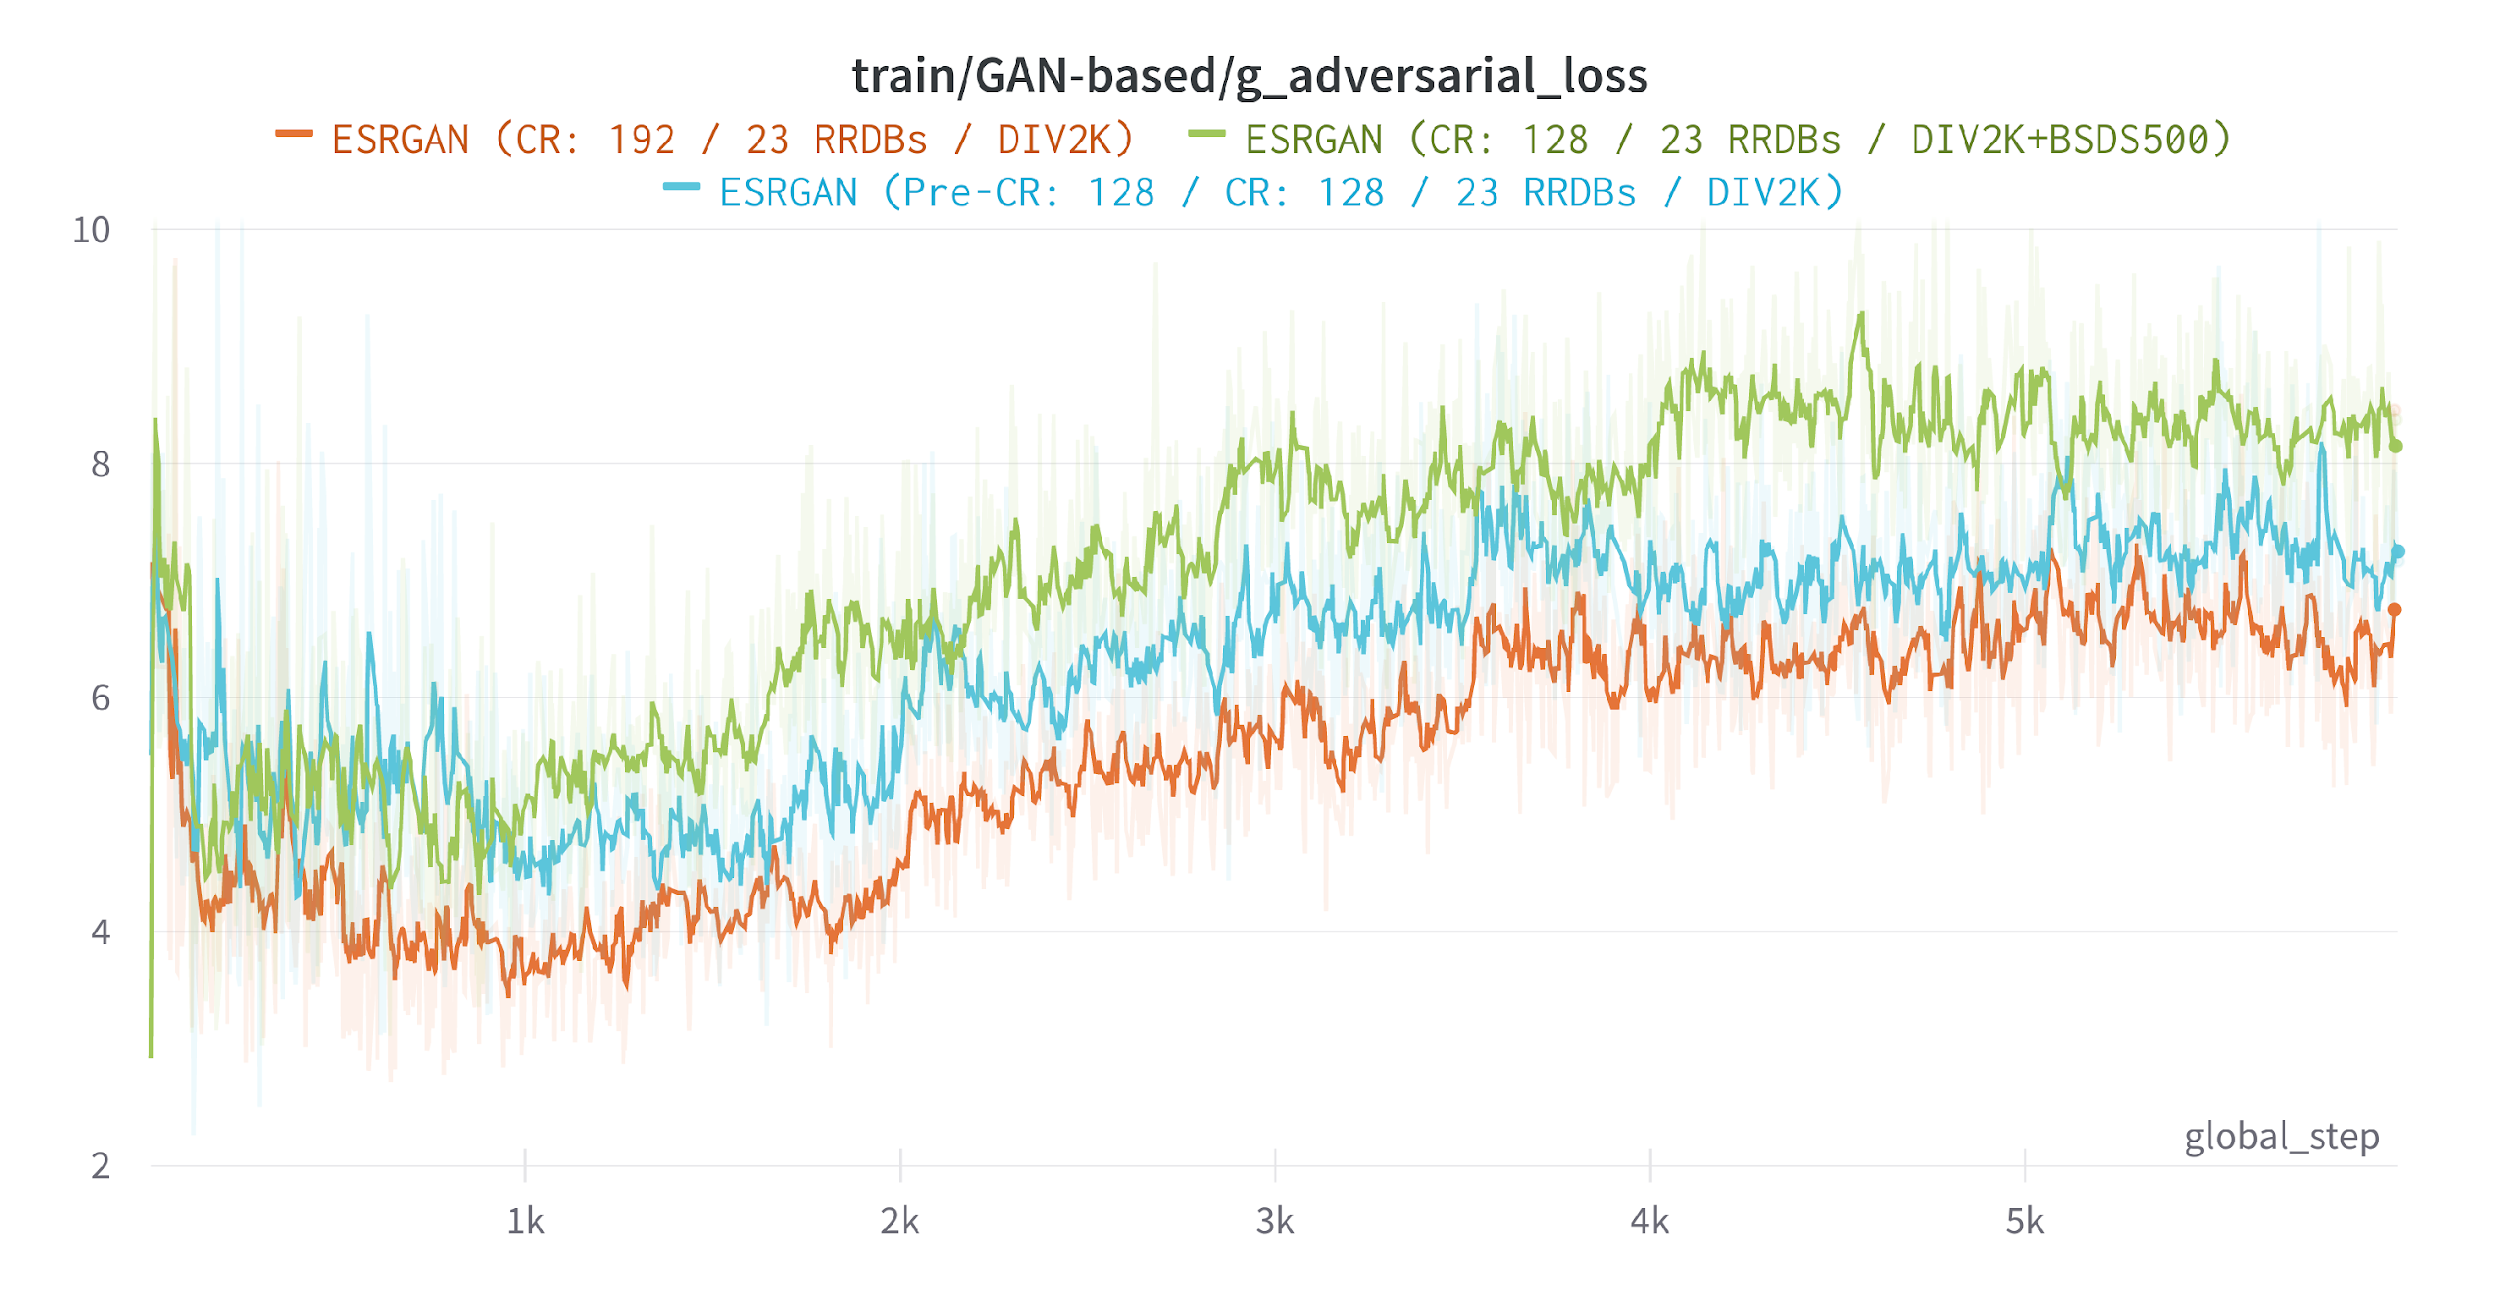 train/GAN-based/g_adversarial_loss
ESRGAN (CR: 192 / 23 RRDBs / DIV2K) ESRGAN (CR: 128 / 23 RRDBs / DIV2K+BSDS500)
ESRGAN (Pre-CR: 128 / CR: 128 / 23 RRDBs / DIV2K)
10
8
6
4
2
global_step
1k 2k 3k 4k 5k